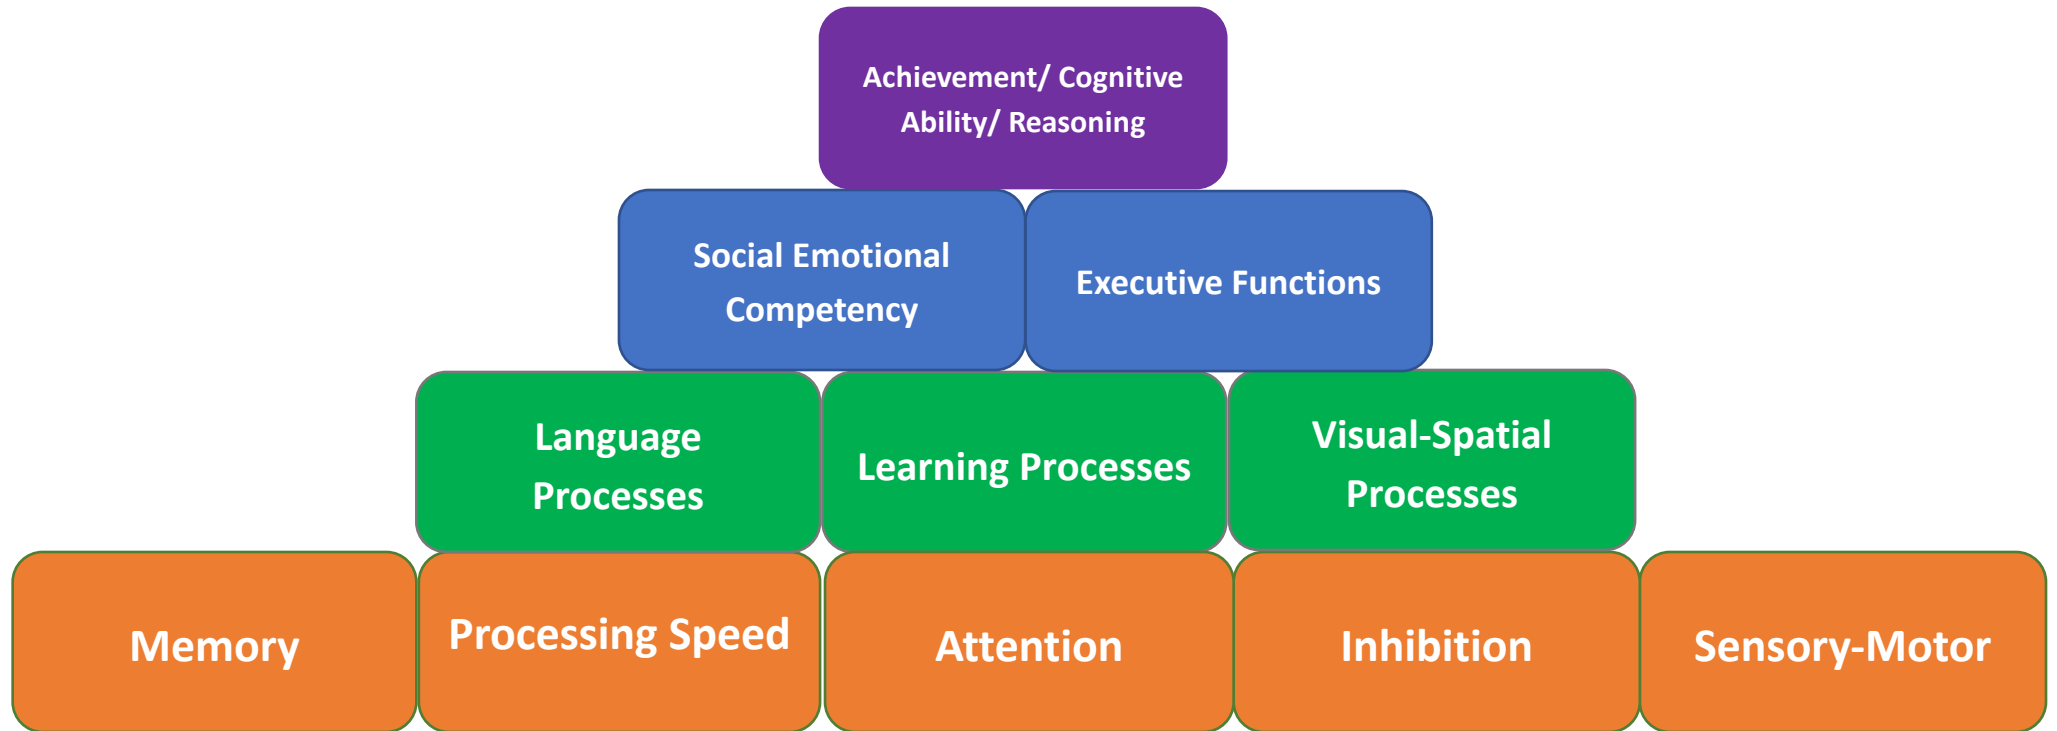 Achievement/ Cognitive
Ability/ Reasoning
Social Emotional
Competency
Executive Functions
Language
Processes
Learning Processes
Visual-Spatial
Processes
Memory
Processing Speed
Attention
Inhibition
Sensory-Motor